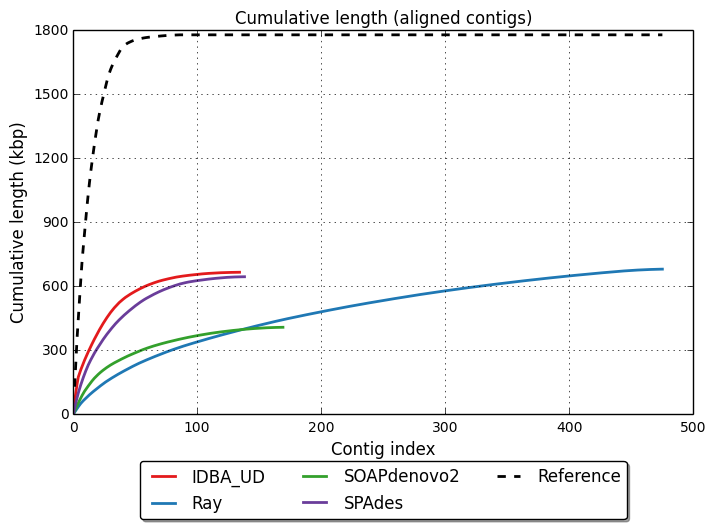 Cumulative length (aligned contigs)
1800
1500
1200
900
600
300
0
Cumulative length (kbp)
0 100 200 300 400 500
Contig index
IDBA_UD SOAPdenovo2 Reference
Ray SPAdes